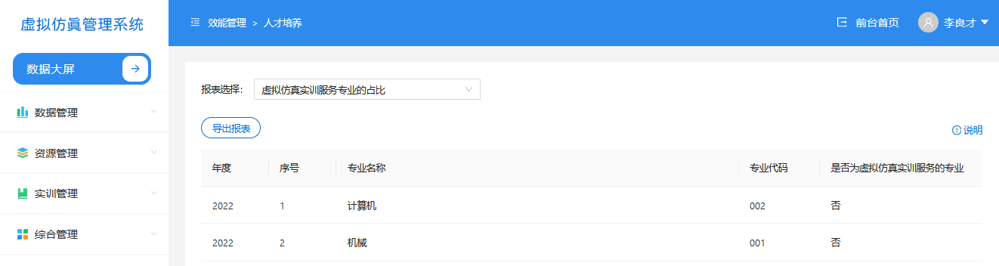 虚拟仿真管理系统
效能管理 > 人才培养
前台首页
李良才
数据大屏
报表选择：
虚拟仿真实训服务专业的占比
数据管理
导出报表
说明
资源管理
年度 序号 专业名称 专业代码 是否为虚拟仿真实训服务的专业
实训管理
2022 1 计算机 002 否
综合管理
2022 2 机械 001 否